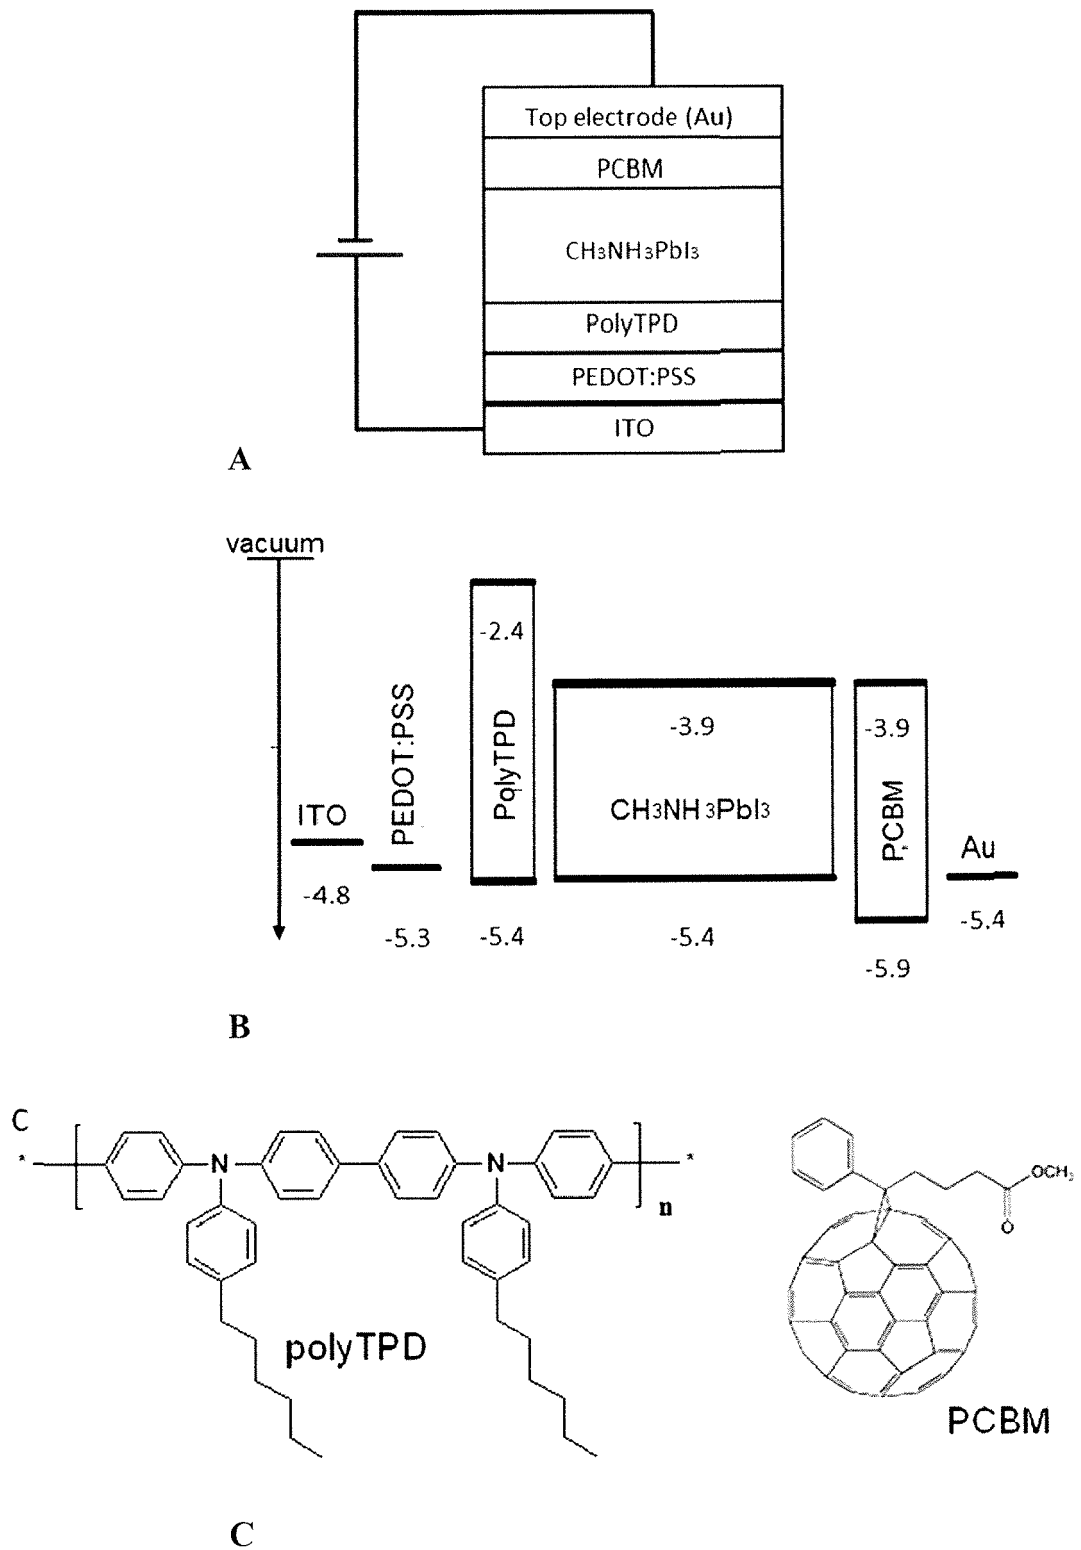 Top electrode (Au)
PCBM
CH3NH3PbI3
PolyTPD
PEDOT:PSS
ITO
A
vacuum
-2.4
PEDOT:PSS
PolyTPD
-3.9
-3.9
CH3NH3PbI3
PCBM
ITO
Au
-4.8
-5.3
-5.4
-5.4
-5.9
-5.4
B
C
* N N * n
OCH3
O
polyTPD
PCBM
C